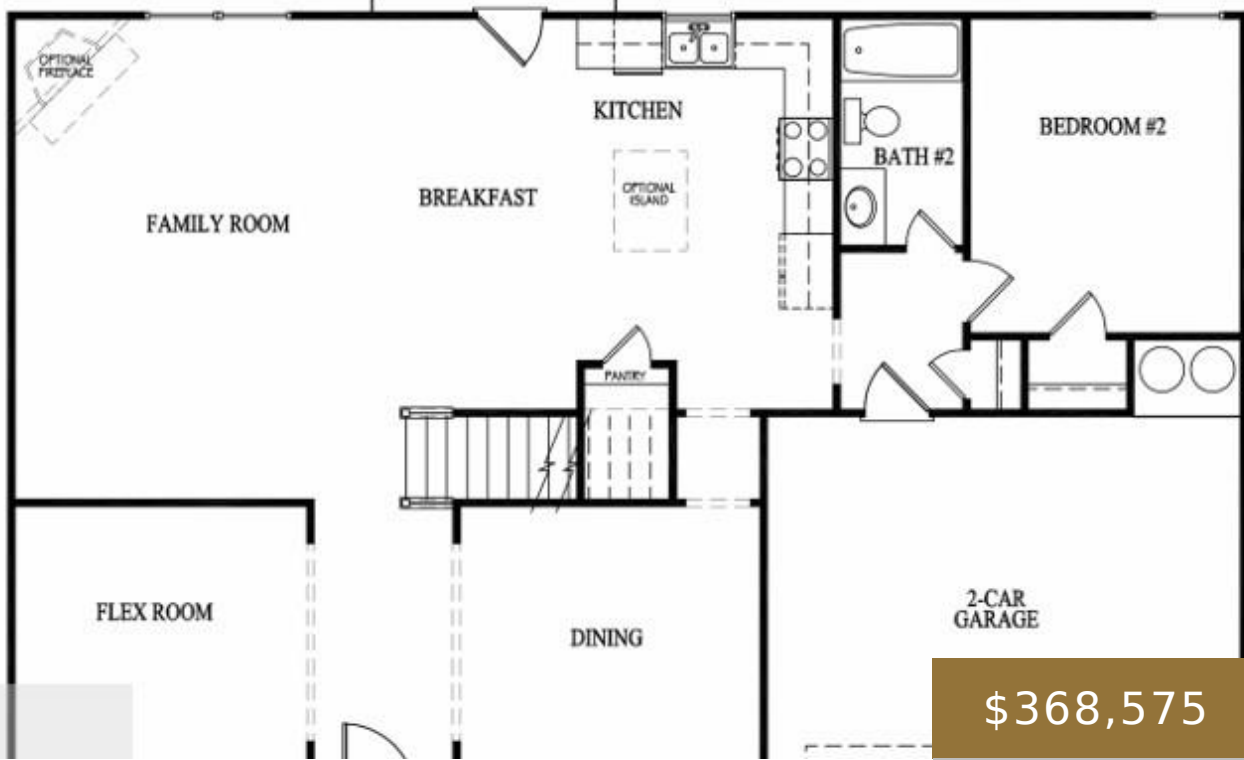 OPTIONAL
FIREPLACE
KITCHEN
BEDROOM #2
BATH #2
BREAKFAST
OPTIONAL
ISLAND
FAMILY ROOM
PANTRY
FLEX ROOM
DINING
2-CAR
GARAGE
$368,575